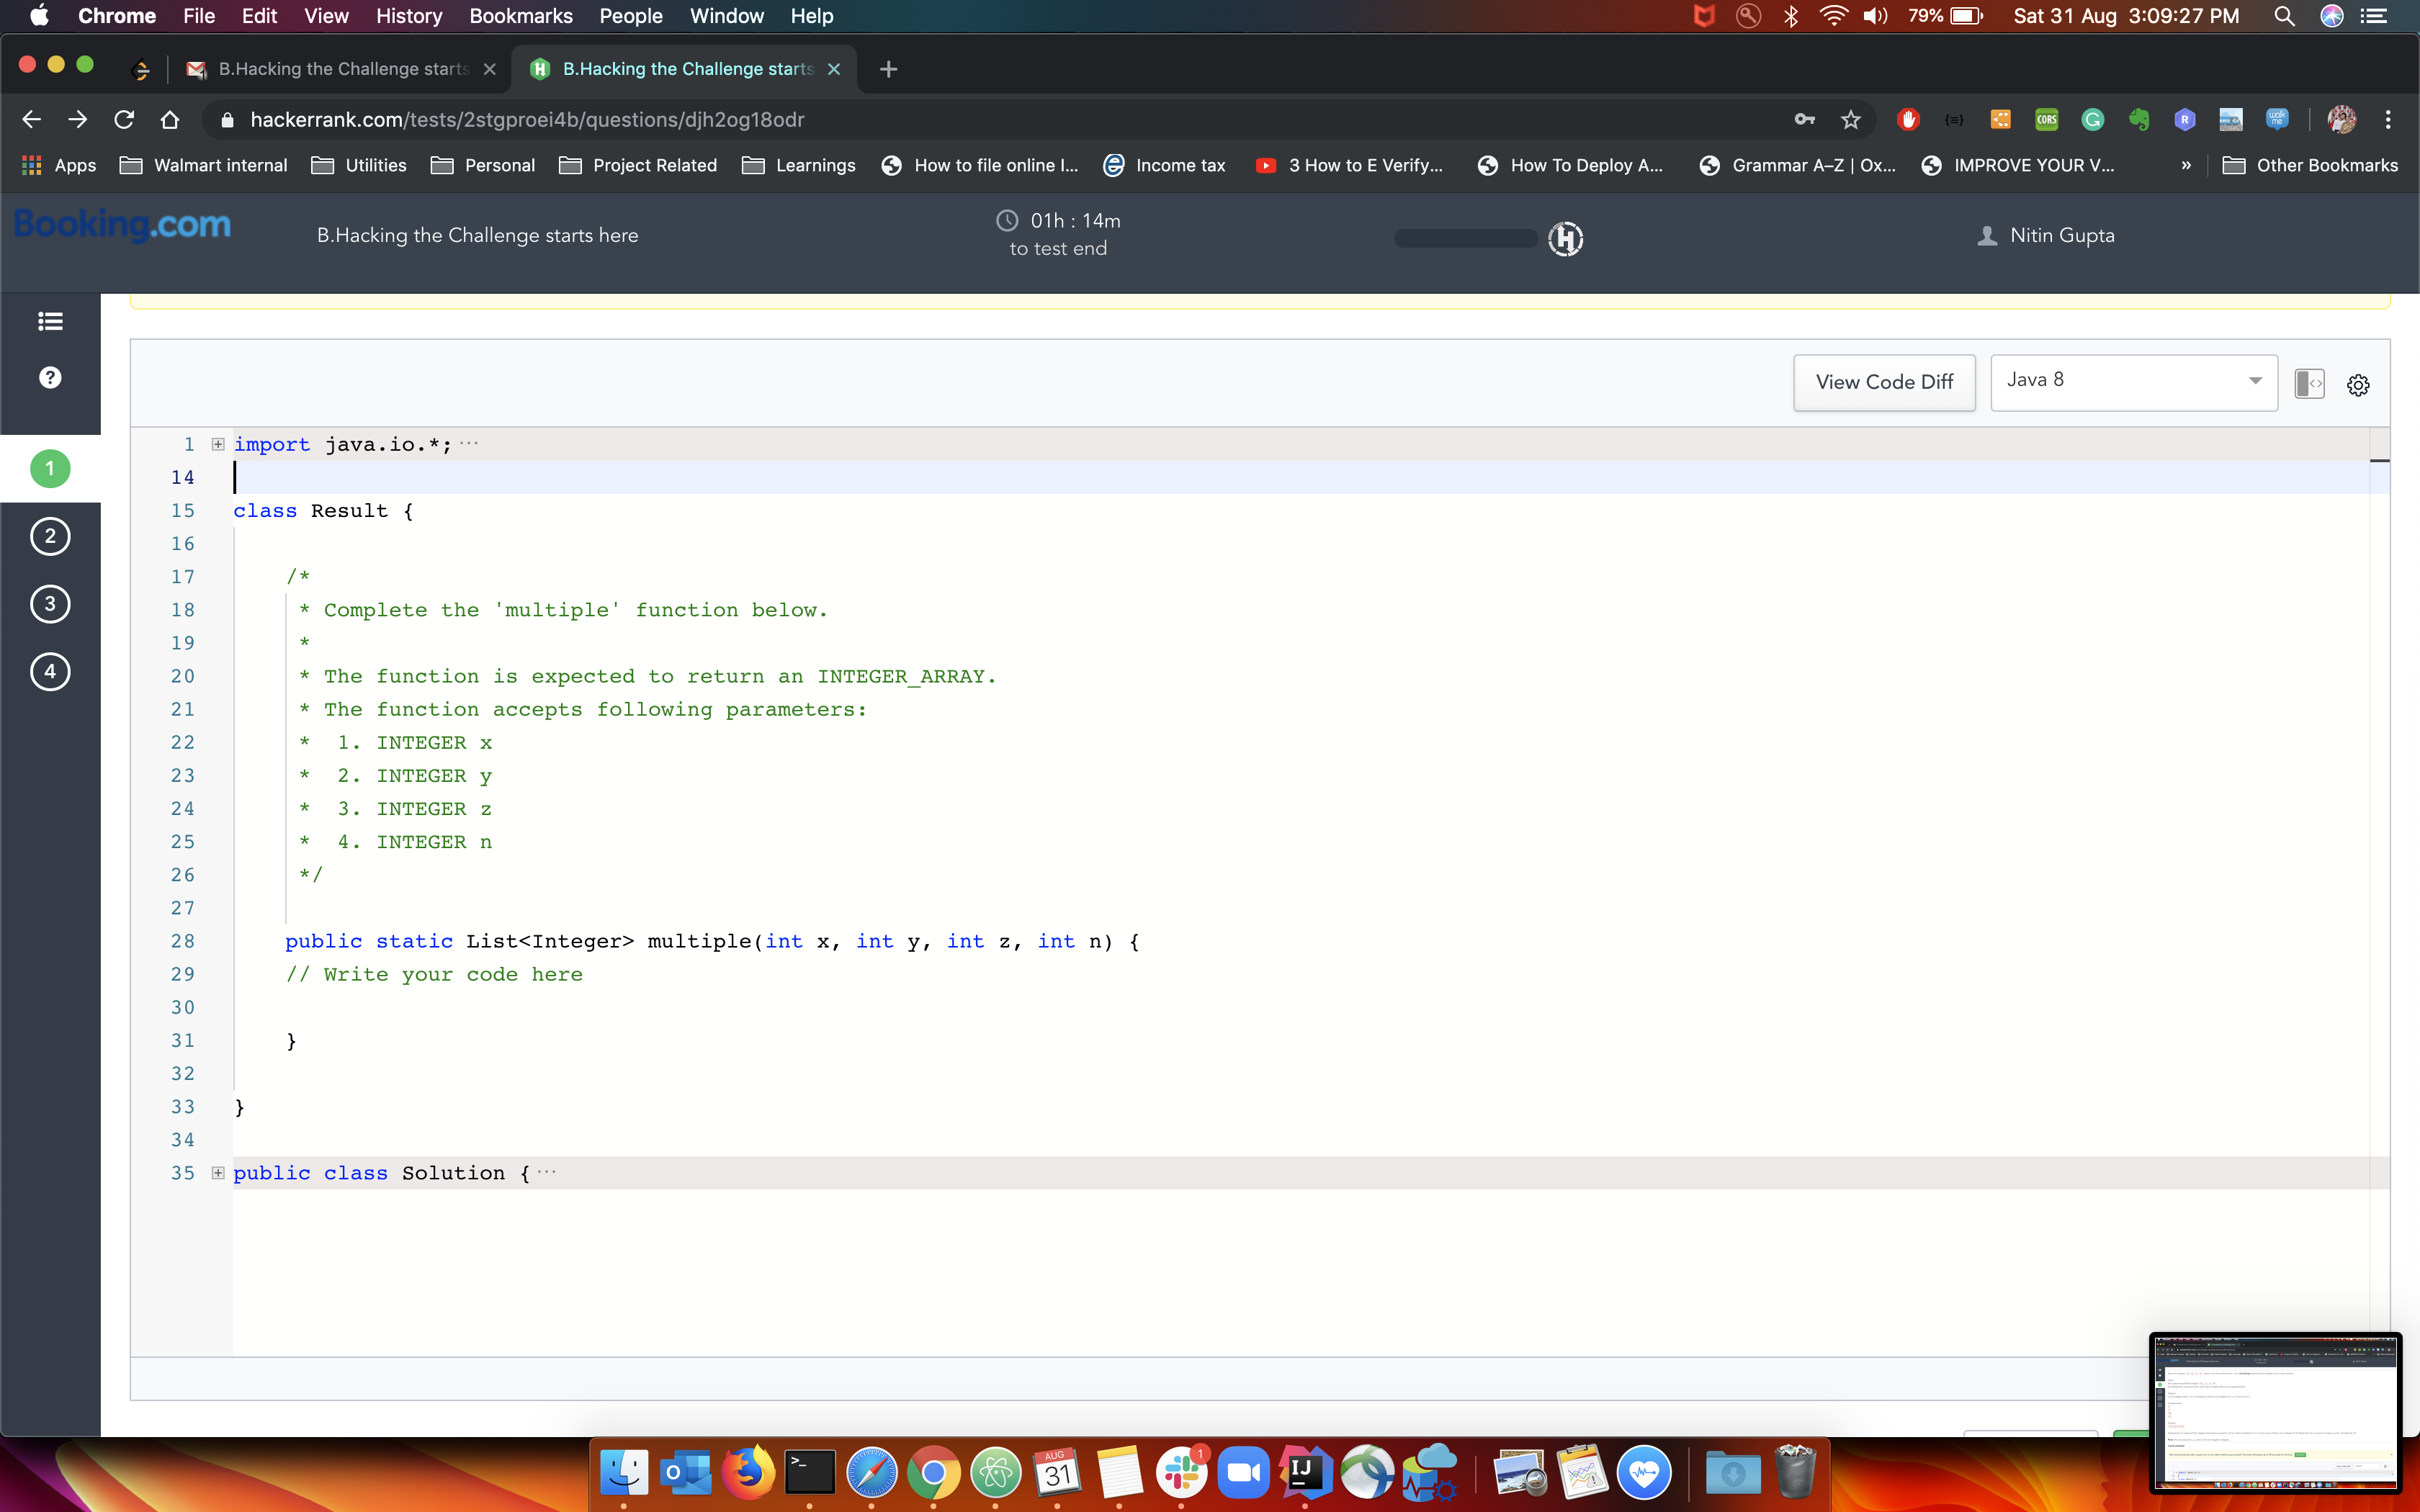 Chrome File Edit View History Bookmarks People Window Help 79% Sat 31 Aug 3:09:27 PM
B.Hacking the Challenge starts B.Hacking the Challenge starts
hackerrank.com/tests/2stgproei4b/questions/djh2og18odr
Apps Walmart internal Utilities Personal Project Related Learnings How to file online I... Income tax 3 How to E Verify... How To Deploy A... Grammar A–Z | Ox... IMPROVE YOUR V... » Other Bookmarks
Booking.com
B.Hacking the Challenge starts here
01h : 14m
to test end
Nitin Gupta
View Code Diff
Java 8
1
2
3
4
1 import java.io.*; ···
14
15 class Result {
16
17 /*
18 * Complete the 'multiple' function below.
19 *
20 * The function is expected to return an INTEGER_ARRAY.
21 * The function accepts following parameters:
22 * 1. INTEGER x
23 * 2. INTEGER y
24 * 3. INTEGER z
25 * 4. INTEGER n
26 */
27
28 public static List<Integer> multiple(int x, int y, int z, int n) {
29 // Write your code here
30
31 }
32
33 }
34
35 public class Solution { ···
AUG
31
1
IJ